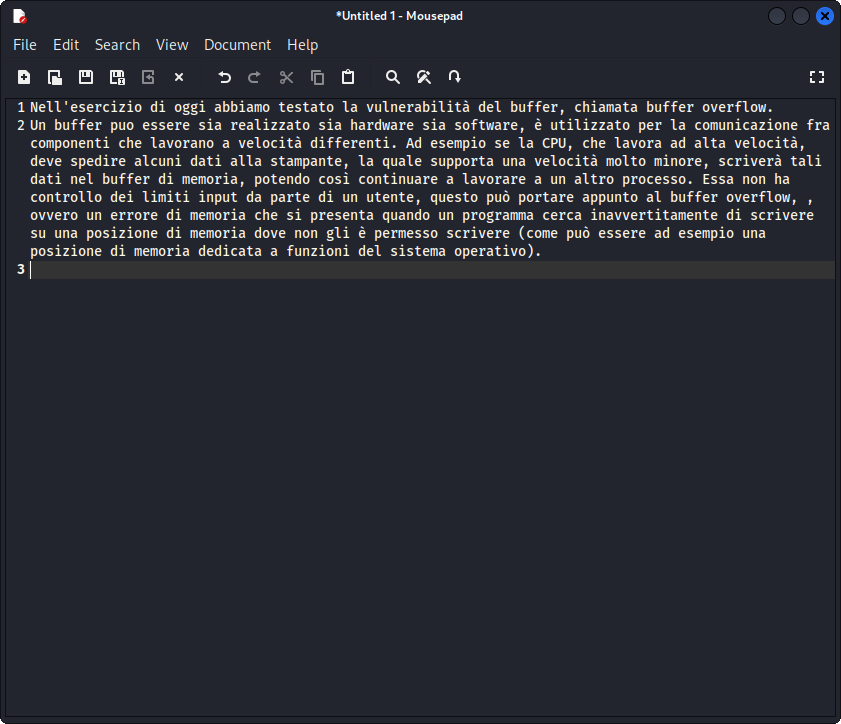 *Untitled 1 - Mousepad
File Edit Search View Document Help
1 Nell'esercizio di oggi abbiamo testato la vulnerabilità del buffer, chiamata buffer overflow.
2 Un buffer puo essere sia realizzato sia hardware sia software, è utilizzato per la comunicazione fra
componenti che lavorano a velocità differenti. Ad esempio se la CPU, che lavora ad alta velocità,
deve spedire alcuni dati alla stampante, la quale supporta una velocità molto minore, scriverà tali
dati nel buffer di memoria, potendo così continuare a lavorare a un altro processo. Essa non ha
controllo dei limiti input da parte di un utente, questo può portare appunto al buffer overflow, ,
ovvero un errore di memoria che si presenta quando un programma cerca inavvertitamente di scrivere
su una posizione di memoria dove non gli è permesso scrivere (come può essere ad esempio una
posizione di memoria dedicata a funzioni del sistema operativo).
3